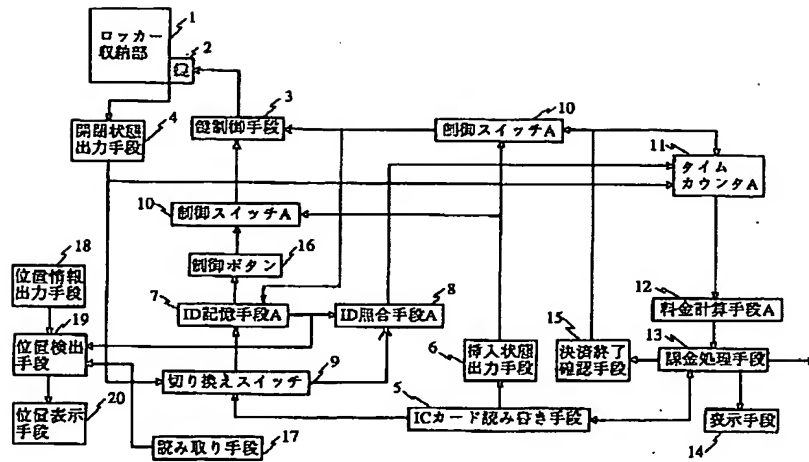 1
ロッカー
収納部
2
錠
3
錠制御手段
10
制御スイッチA
4
開閉状態
出力手段
11
タイム
カウンタA
10
制御スイッチA
18
位置情報
出力手段
16
制御ボタン
7
ID記憶手段A
8
ID照合手段A
12
料金計算手段A
19
位置検出
手段
6
挿入状態
出力手段
15
決済終了
確認手段
13
課金処理手段
9
切り換えスイッチ
20
位置表示
手段
5
ICカード読み書き手段
17
読み取り手段
表示手段
14